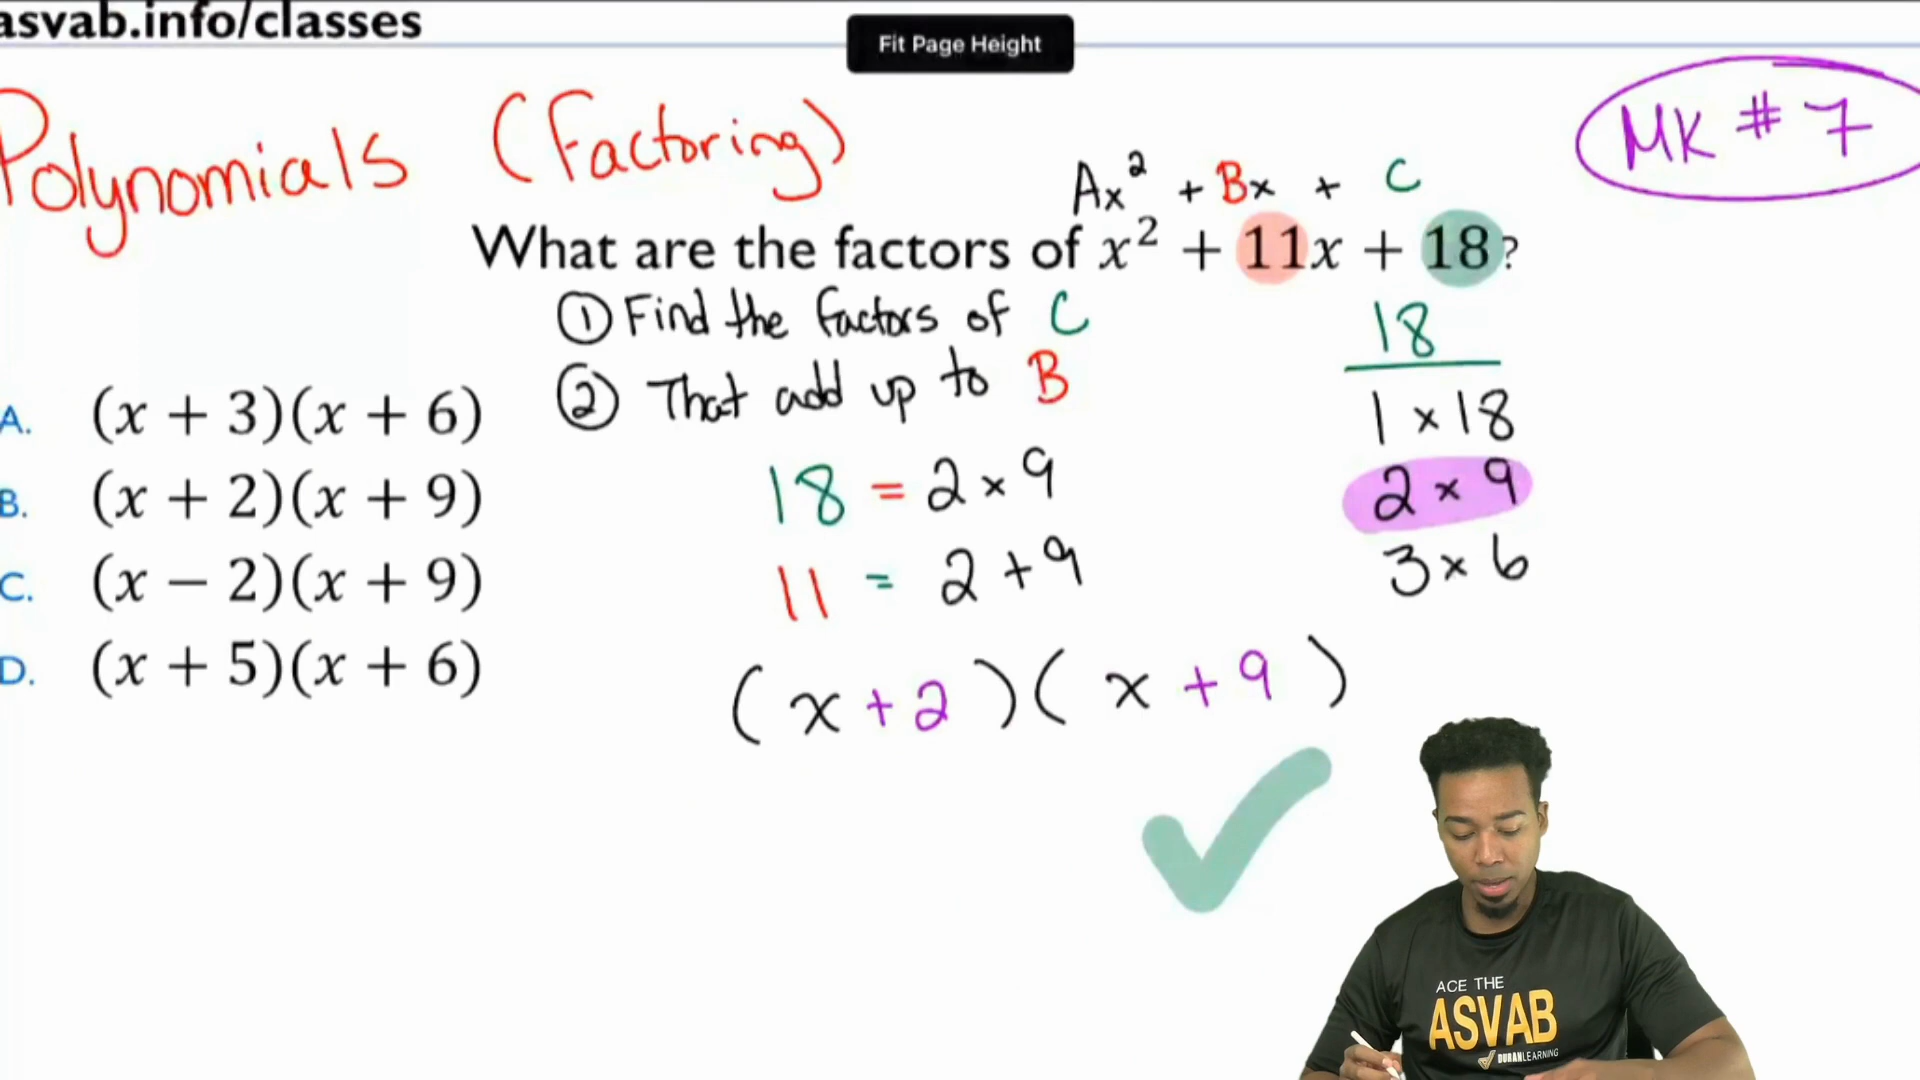 asvab.info/classes
Fit Page Height
Polynomials (Factoring)
MK # 7
Ax² + Bx + C
What are the factors of x² + 11x + 18?
① Find the factors of C
② That add up to B
18
1 × 18
2 × 9
3 × 6
A. (x + 3)(x + 6)
B. (x + 2)(x + 9)
C. (x − 2)(x + 9)
D. (x + 5)(x + 6)
18 = 2 × 9
11 = 2 + 9
(x + 2)(x + 9)
ACE THE
ASVAB
DURANLEARNING